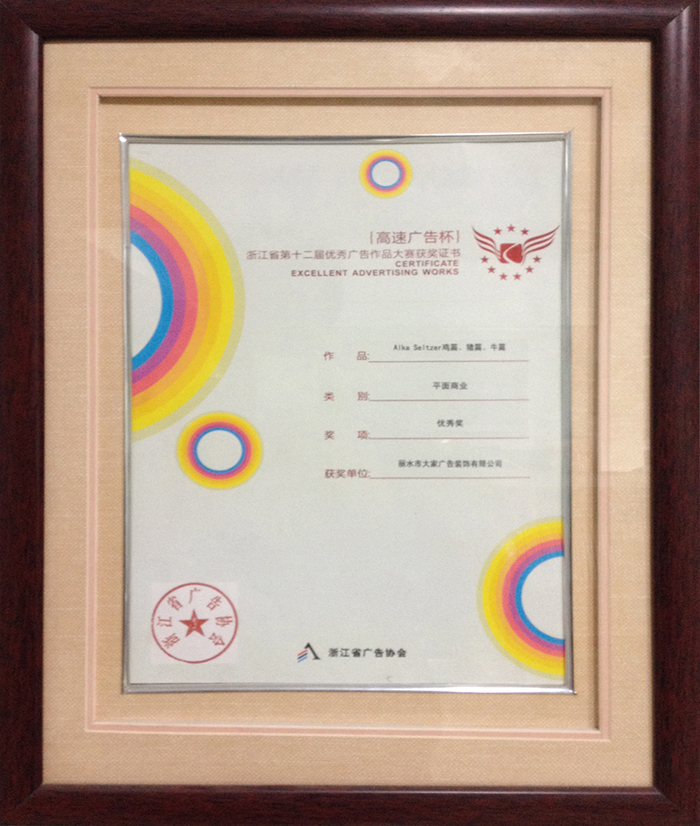 ［高速广告杯］
浙江省第十二届优秀广告作品大赛获奖证书
CERTIFICATE
EXCELLENT ADVERTISING WORKS
作 品: Alka Seltzer鸡篇、猪篇、牛篇
类 别: 平面商业
奖 项: 优秀奖
获奖单位: 丽水市大家广告装饰有限公司
浙江省广告协会
浙江省广告协会